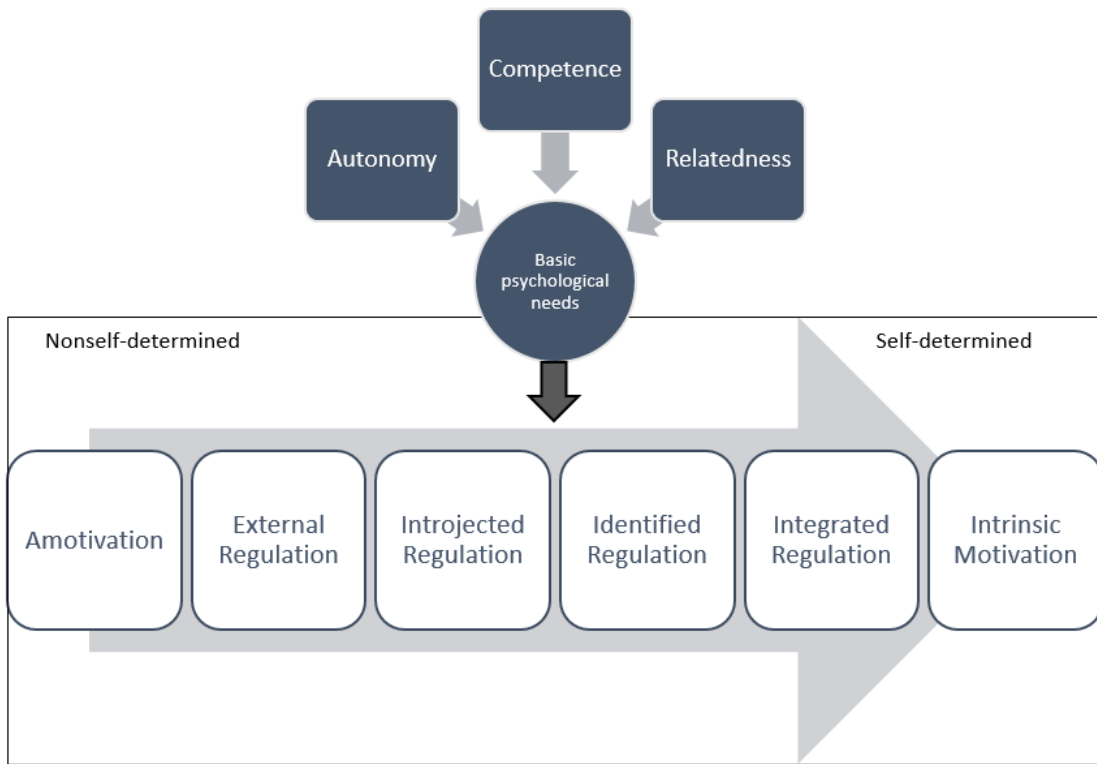 Competence
Autonomy
Relatedness
Basic
psychological
needs
Nonself-determined
Self-determined
Amotivation
External
Regulation
Introjected
Regulation
Identified
Regulation
Integrated
Regulation
Intrinsic
Motivation